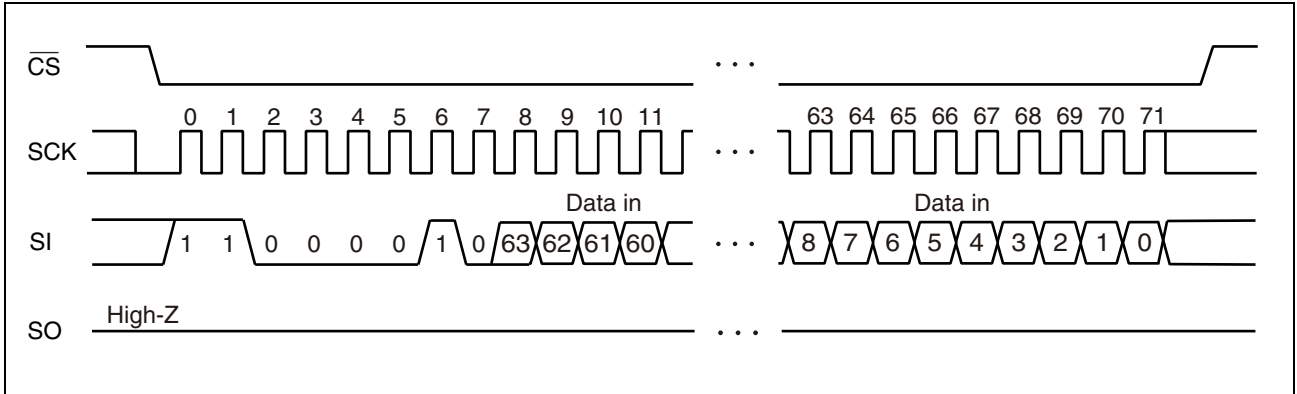 CS
· · ·
0 1 2 3 4 5 6 7 8 9 10 11 63 64 65 66 67 68 69 70 71
SCK
· · ·
Data in Data in
SI 1 1 0 0 0 0 1 0 63 62 61 60 · · · 8 7 6 5 4 3 2 1 0
High-Z
SO · · ·